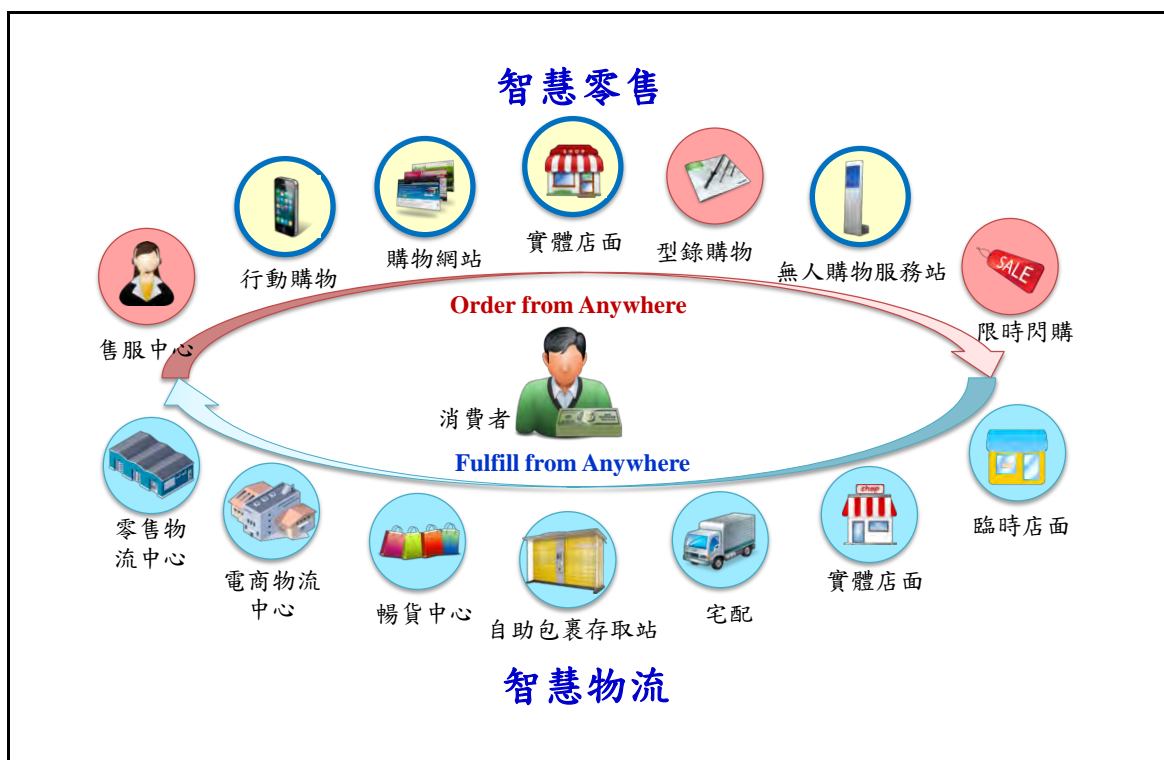 智慧零售
SHOP
實體店面
型錄購物
購物網站
行動購物
無人購物服務站
SALE
售服中心
限時閃購
Order from Anywhere
消費者
Fulfill from Anywhere
零售物
流中心
電商物流
中心
暢貨中心
自助包裹存取站
宅配
shop
實體店面
臨時店面
智慧物流